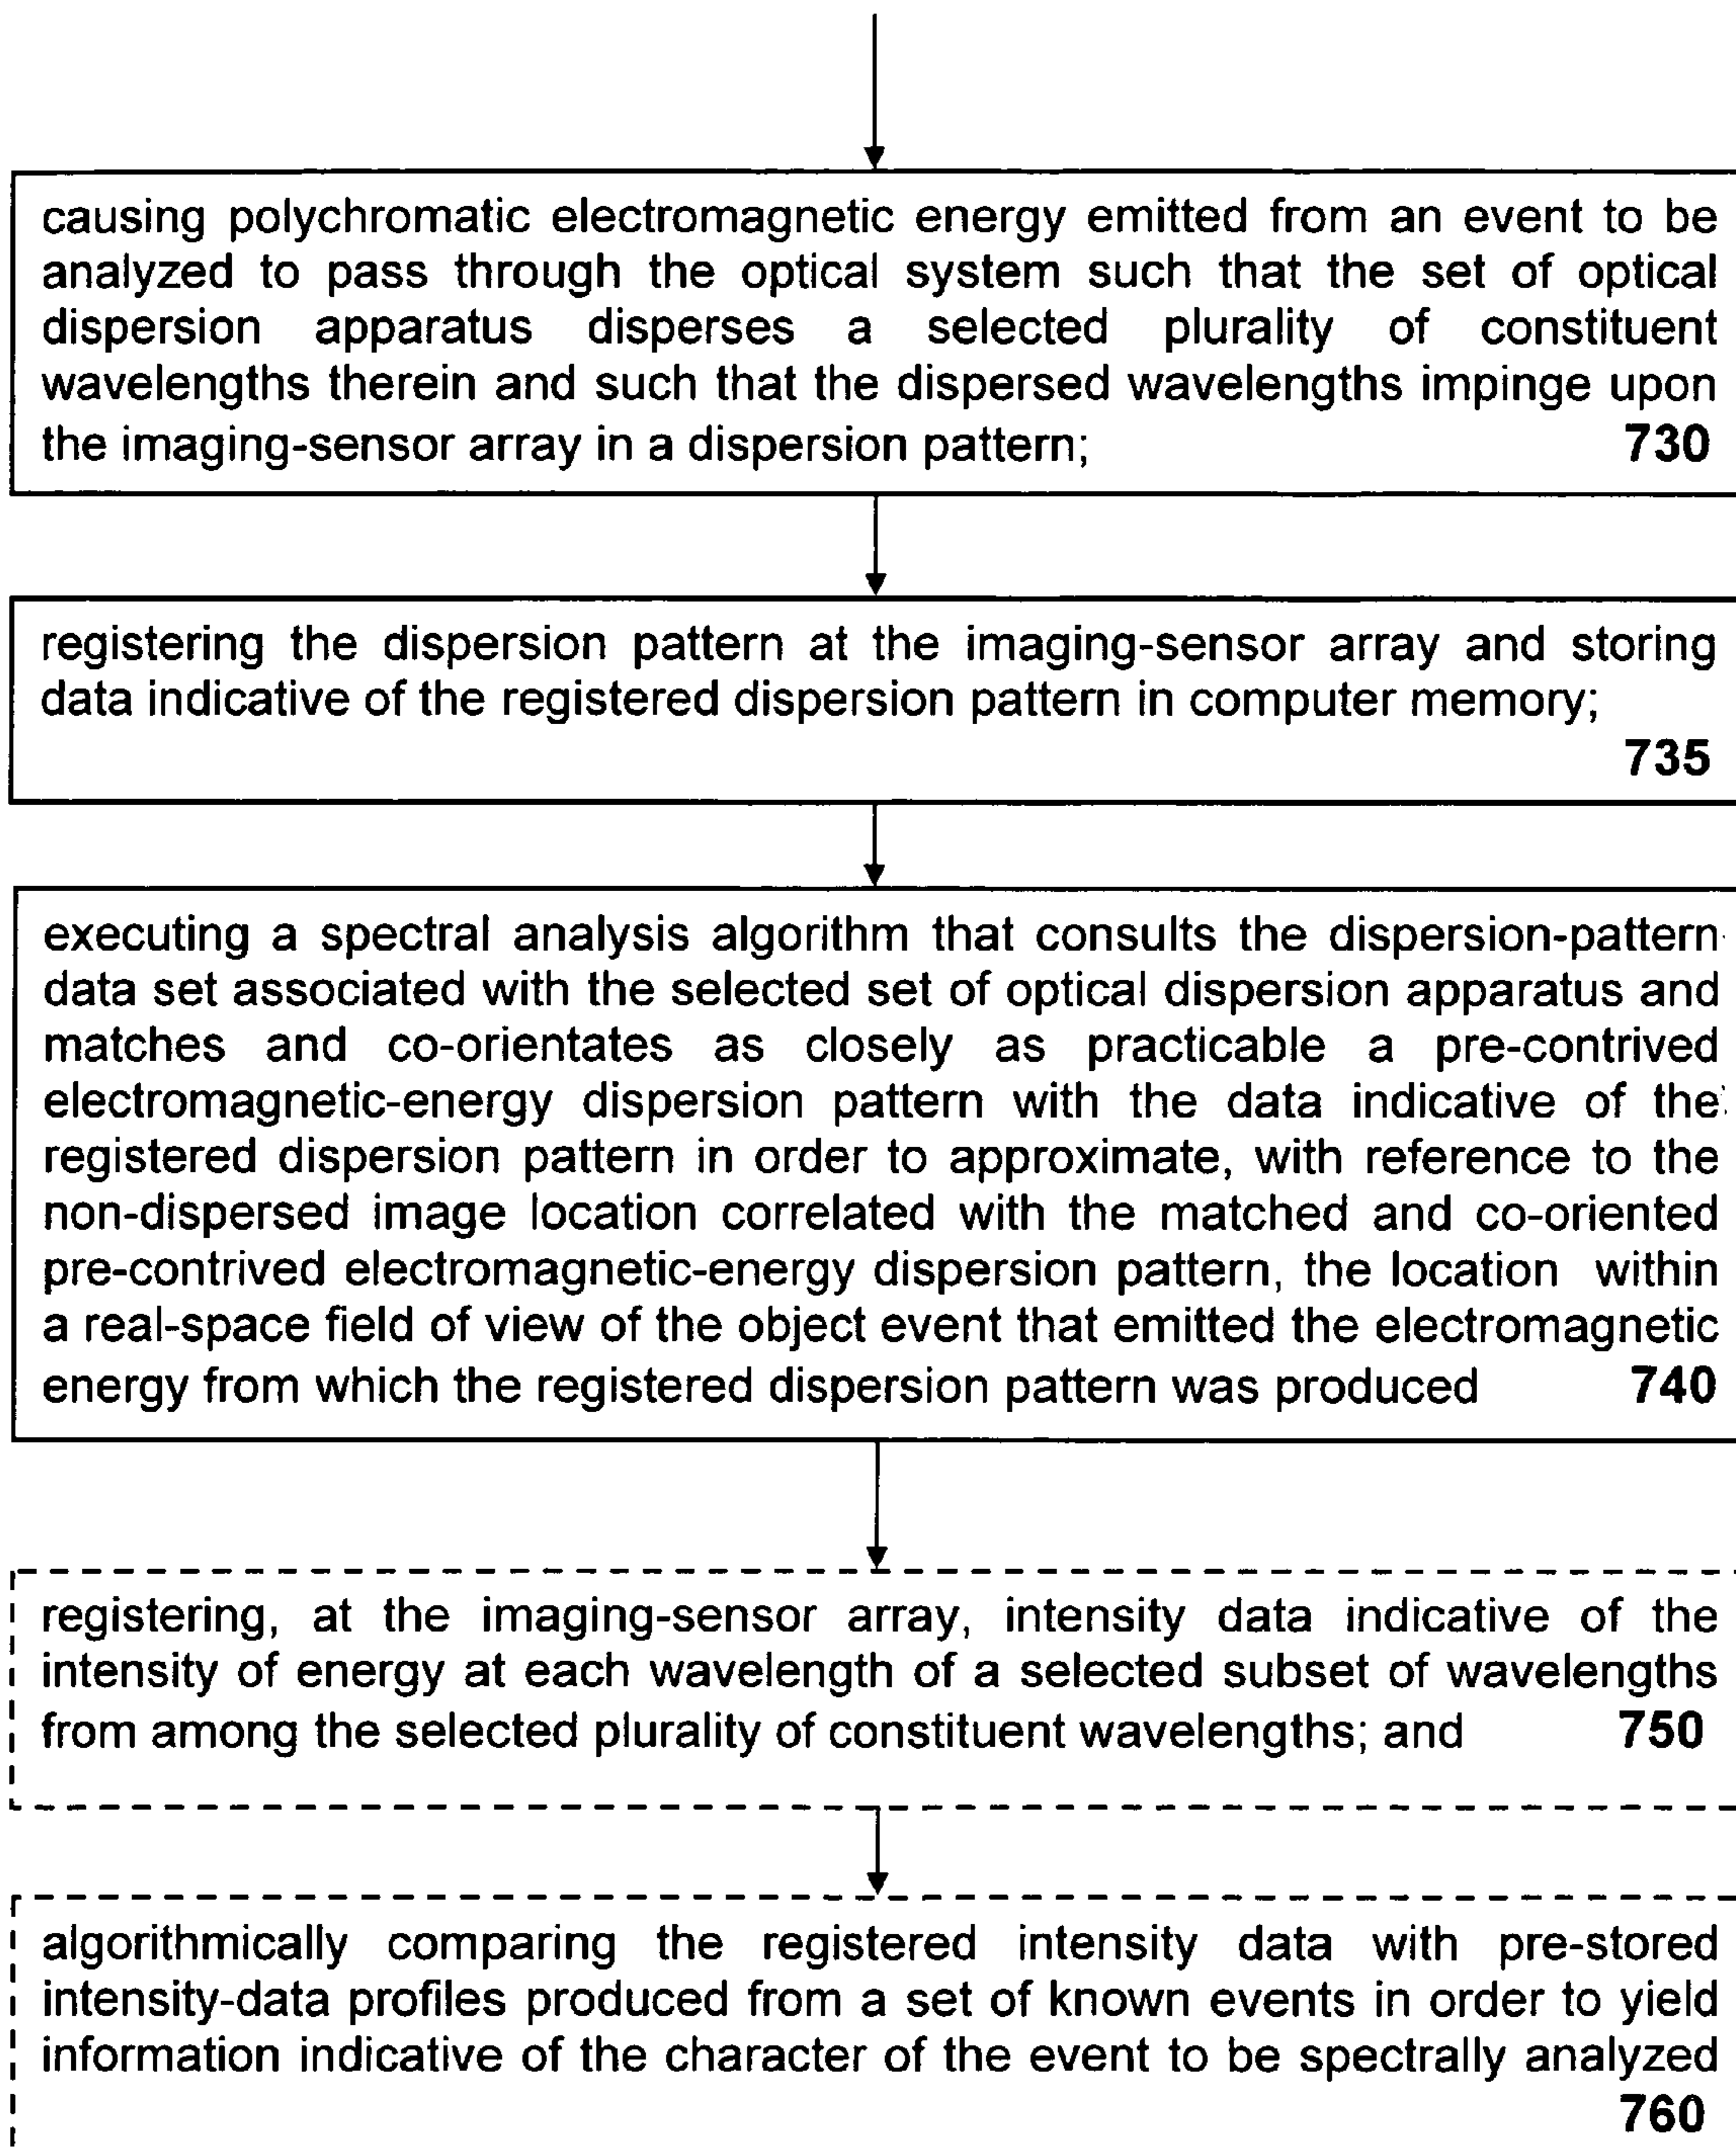 causing polychromatic electromagnetic energy emitted from an event to be
analyzed to pass through the optical system such that the set of optical
dispersion apparatus disperses a selected plurality of constituent
wavelengths therein and such that the dispersed wavelengths impinge upon
the imaging-sensor array in a dispersion pattern; 730
registering the dispersion pattern at the imaging-sensor array and storing
data indicative of the registered dispersion pattern in computer memory;
735
executing a spectral analysis algorithm that consults the dispersion-pattern
data set associated with the selected set of optical dispersion apparatus and
matches and co-orientates as closely as practicable a pre-contrived
electromagnetic-energy dispersion pattern with the data indicative of the
registered dispersion pattern in order to approximate, with reference to the
non-dispersed image location correlated with the matched and co-oriented
pre-contrived electromagnetic-energy dispersion pattern, the location within
a real-space field of view of the object event that emitted the electromagnetic
energy from which the registered dispersion pattern was produced 740
registering, at the imaging-sensor array, intensity data indicative of the
intensity of energy at each wavelength of a selected subset of wavelengths
from among the selected plurality of constituent wavelengths; and 750
algorithmically comparing the registered intensity data with pre-stored
intensity-data profiles produced from a set of known events in order to yield
information indicative of the character of the event to be spectrally analyzed
760